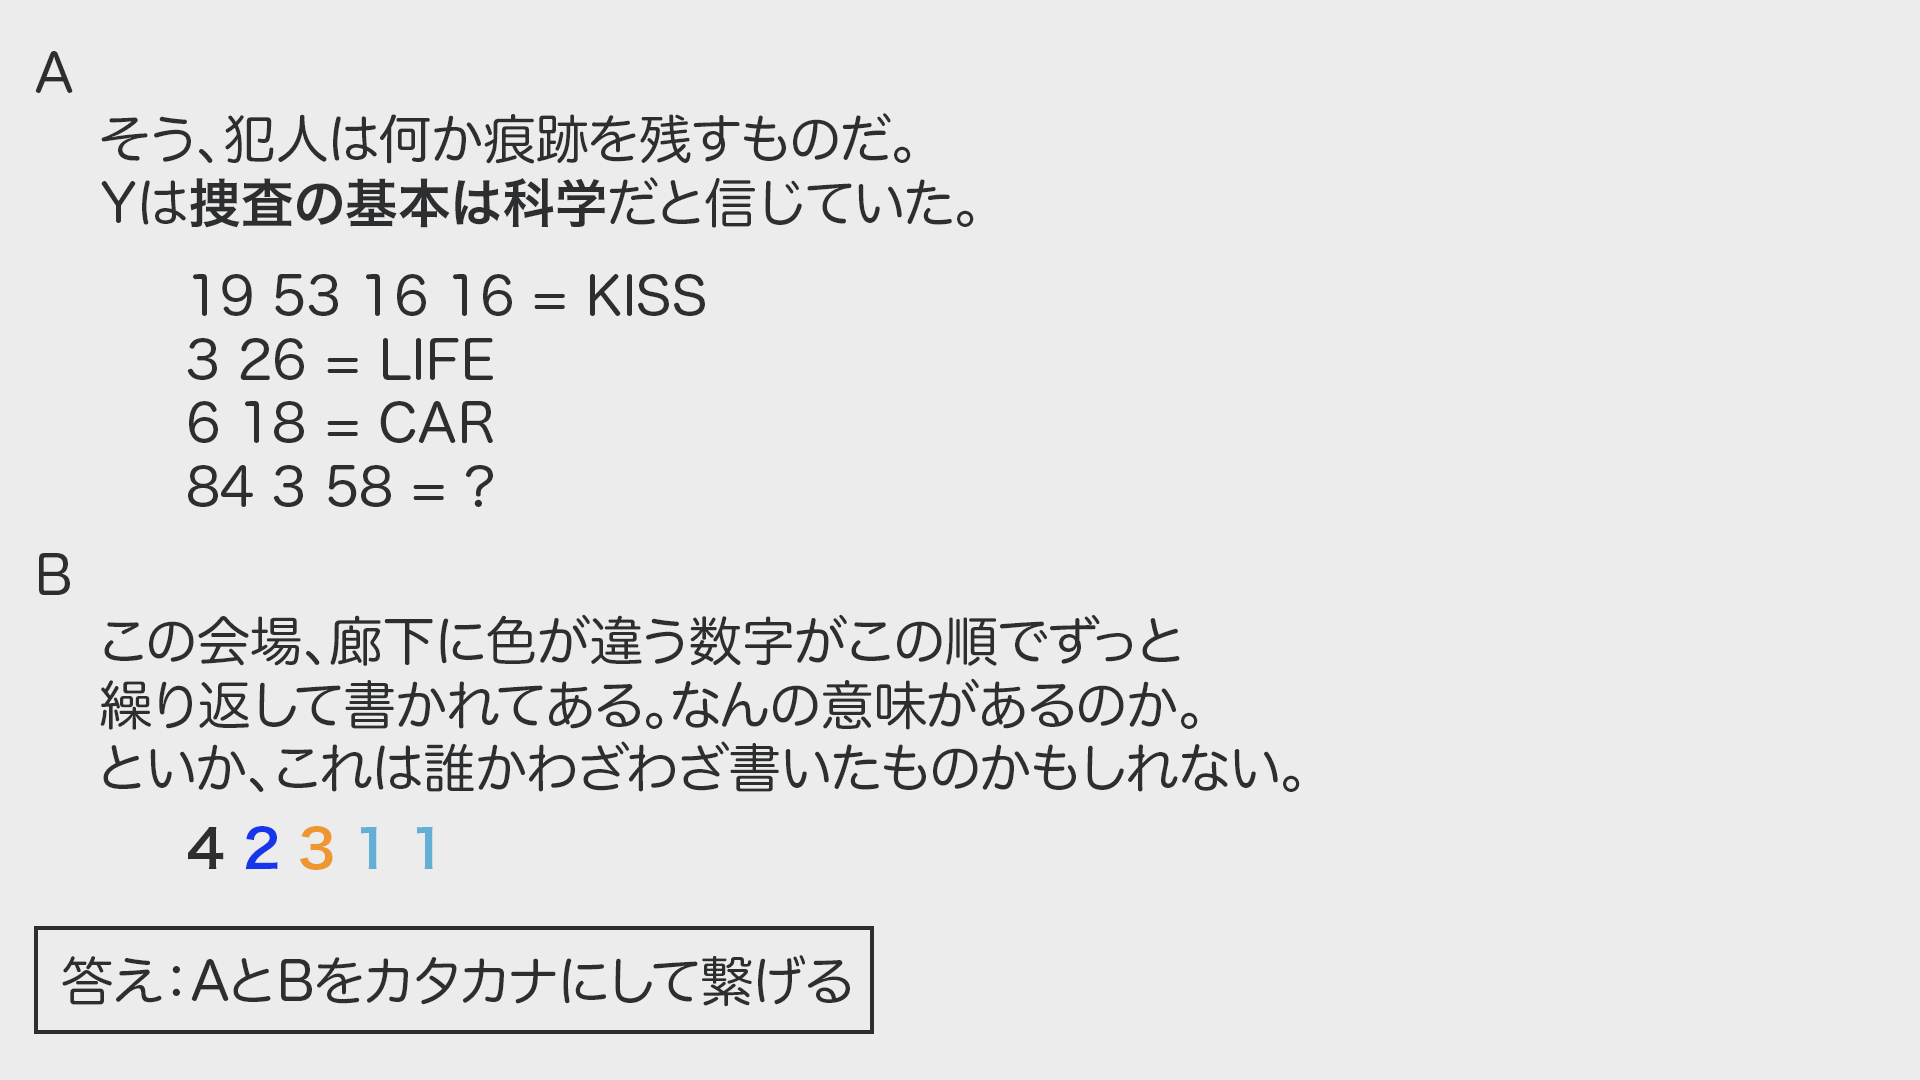 A
そう、犯人は何か痕跡を残すものだ。
Yは捜査の基本は科学だと信じていた。
19 53 16 16 = KISS
3 26 = LIFE
6 18 = CAR
84 3 58 = ?
B
この会場、廊下に色が違う数字がこの順でずっと
繰り返して書かれてある。なんの意味があるのか。
といか、これは誰かわざわざ書いたものかもしれない。
4 2 3 1 1
答え：AとBをカタカナにして繋げる